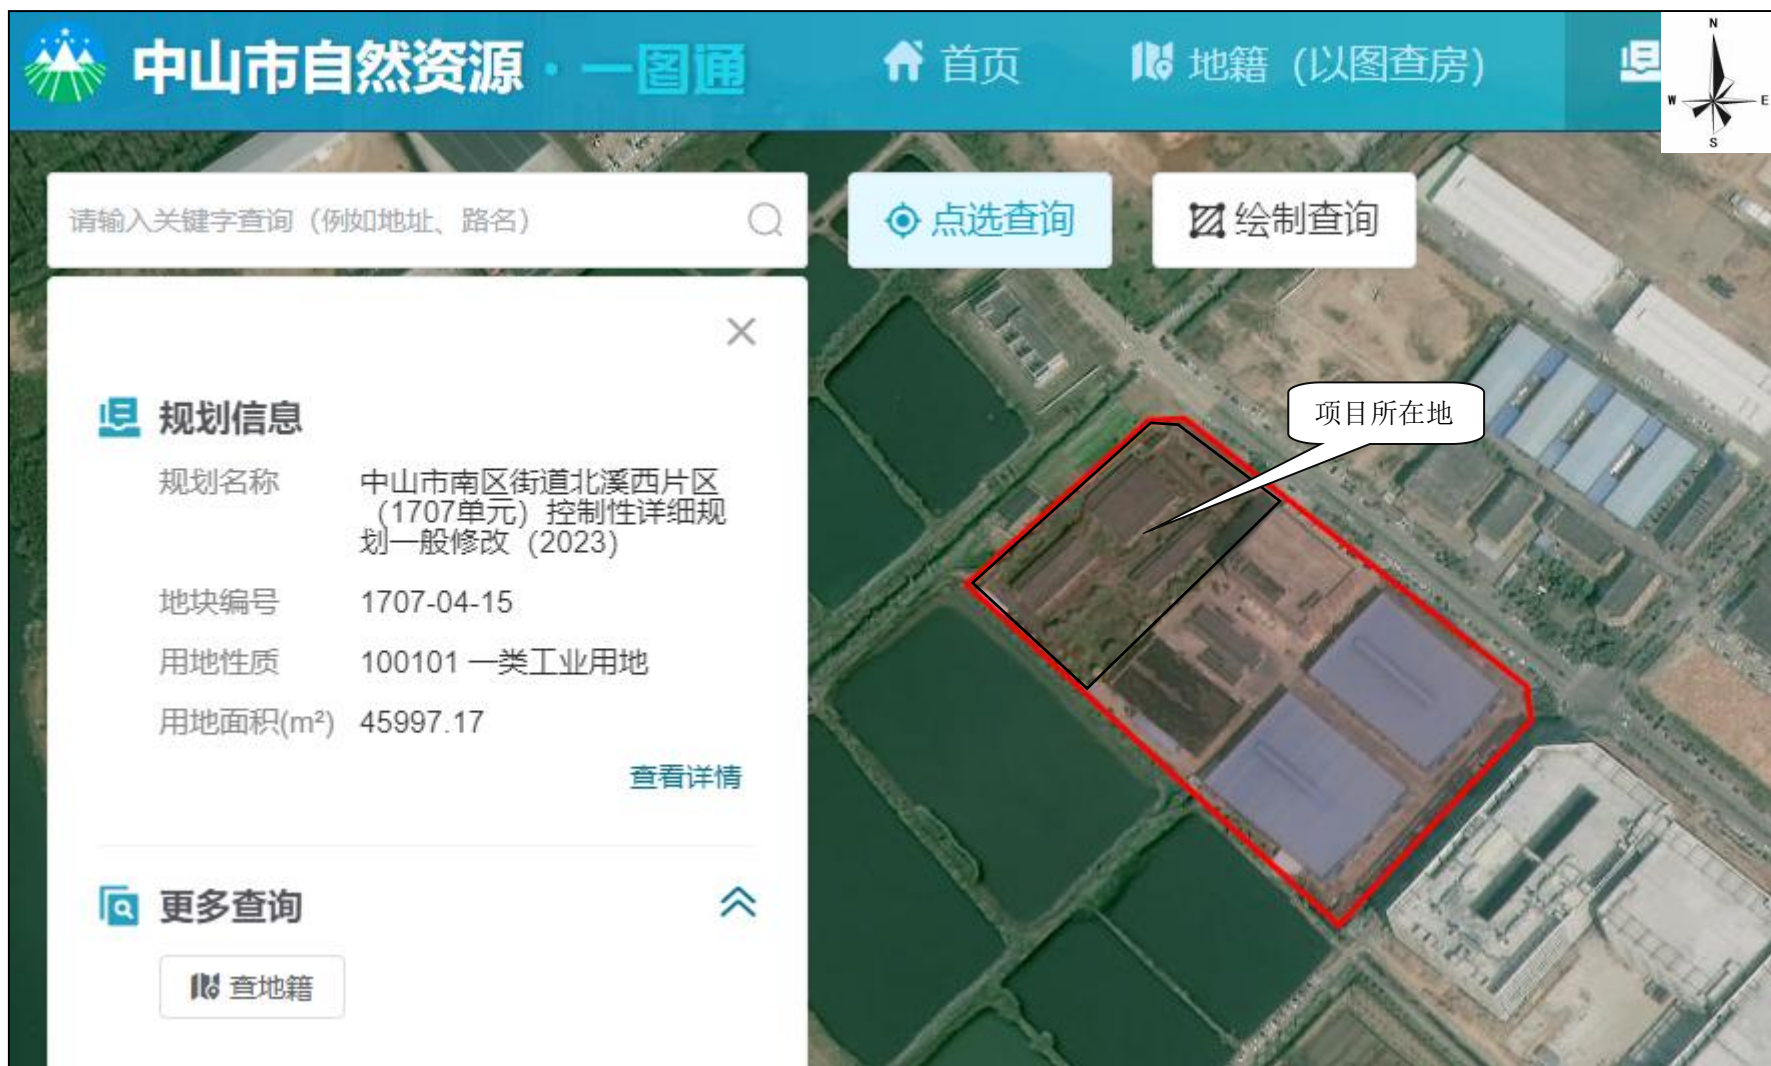 中山市自然资源·一图通
首页
地籍（以图查房）
N
W
E
S
请输入关键字查询（例如地址、路名）
点选查询
绘制查询
规划信息
规划名称
中山市南区街道北溪西片区
（1707单元）控制性详细规
划一般修改（2023）
地块编号
1707-04-15
用地性质
100101 一类工业用地
用地面积(m²)
45997.17
查看详情
更多查询
查地籍
项目所在地